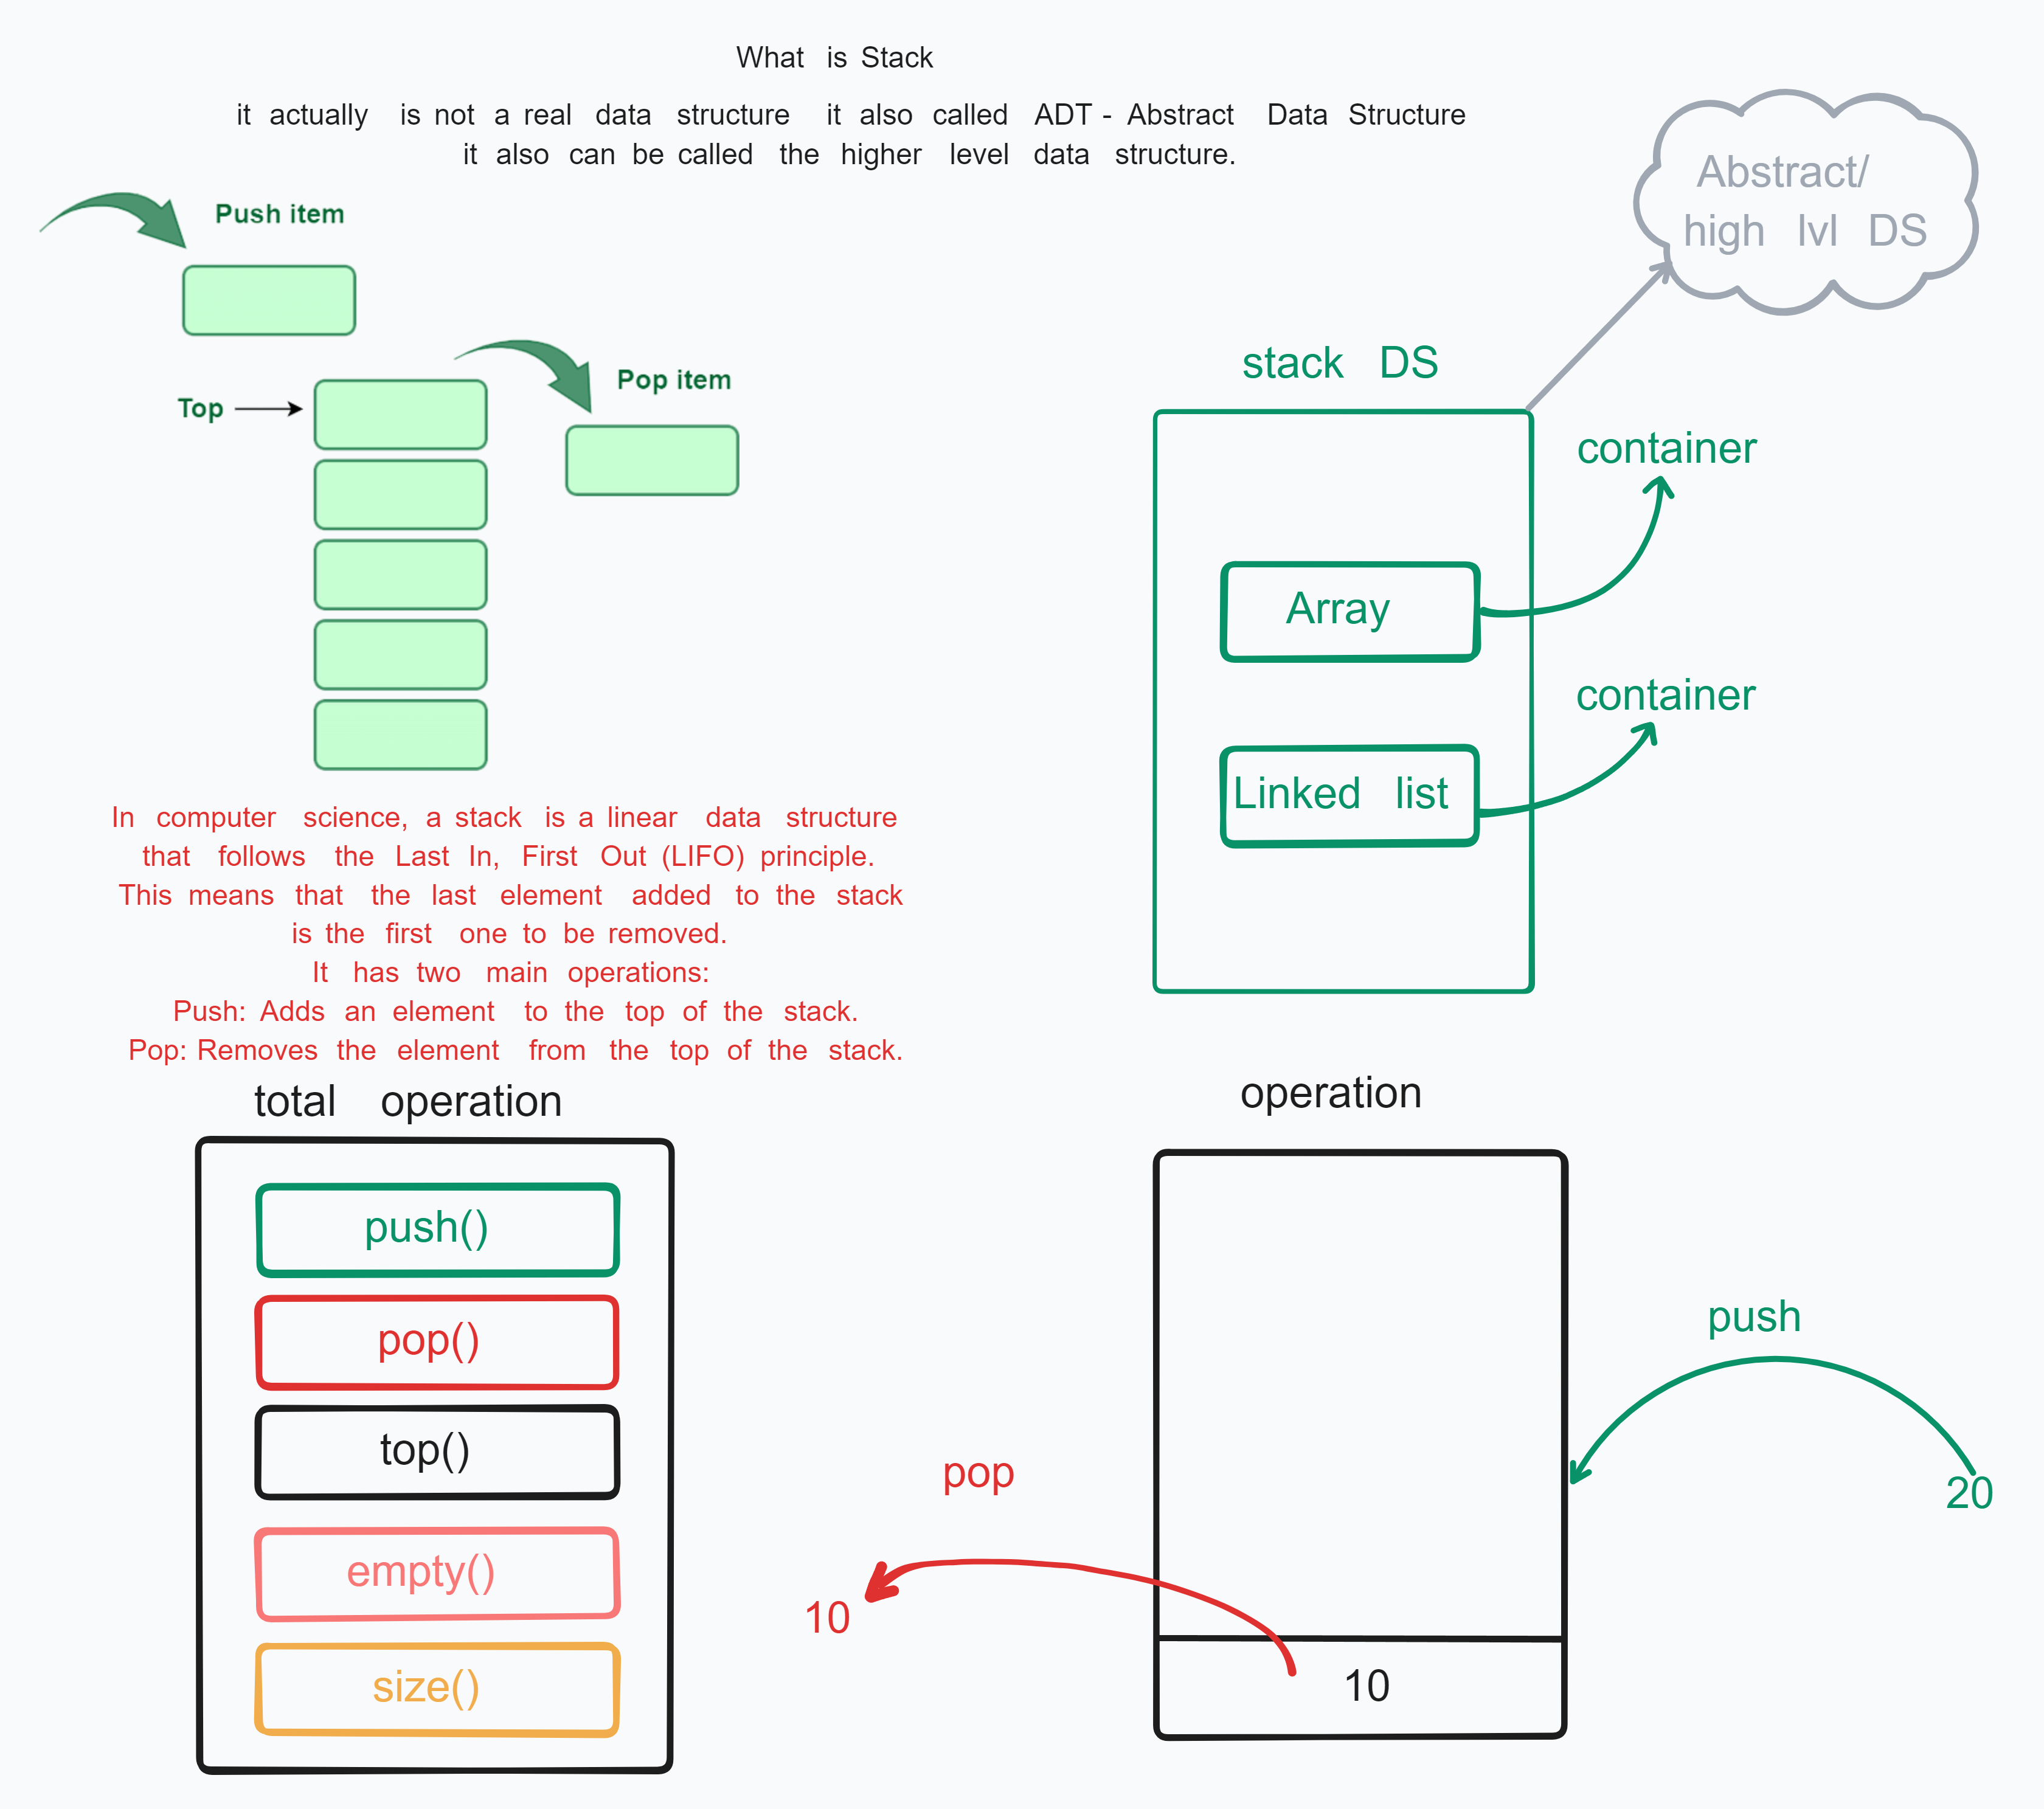 What is Stack
it actually is not a real data structure it also called ADT - Abstract Data Structure
it also can be called the higher level data structure.
Abstract/
high lvl DS
Push item
Pop item
Top
stack DS
container
Array
container
Linked list
In computer science, a stack is a linear data structure
that follows the Last In, First Out (LIFO) principle.
This means that the last element added to the stack
is the first one to be removed.
It has two main operations:
Push: Adds an element to the top of the stack.
Pop: Removes the element from the top of the stack.
total operation
push()
pop()
top()
empty()
size()
operation
push
20
pop
10
10